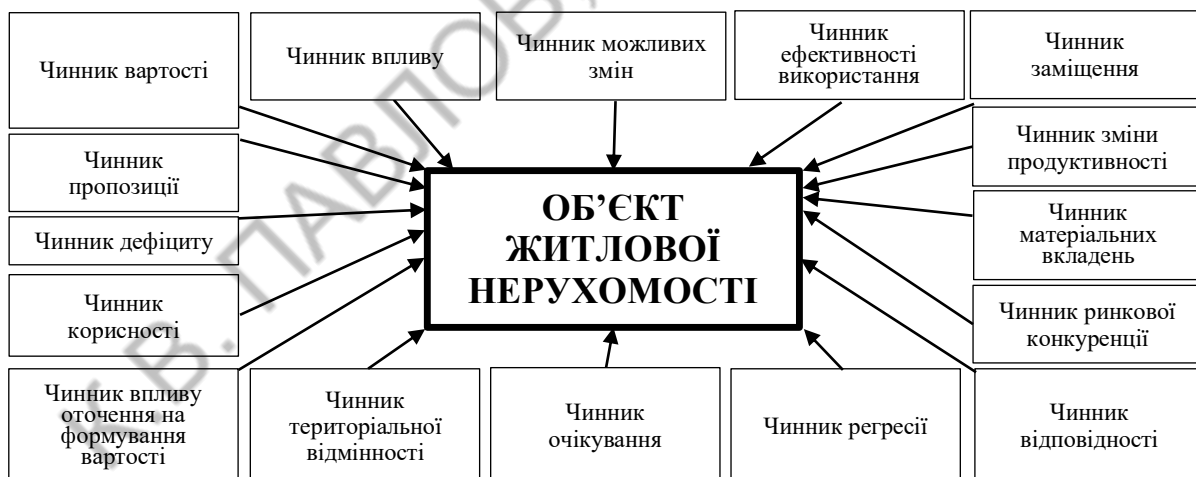 Чинник вартості
Чинник впливу
Чинник можливих
змін
Чинник
ефективності
використання
Чинник
заміщення
Чинник
пропозиції
Чинник зміни
продуктивності
ОБ’ЄКТ
ЖИТЛОВОЇ
НЕРУХОМОСТІ
Чинник дефіциту
Чинник
матеріальних
вкладень
Чинник
корисності
Чинник ринкової
конкуренції
Чинник впливу
оточення на
формування
вартості
Чинник
територіальної
відмінності
Чинник
очікування
Чинник регресії
Чинник
відповідності
К.В. ПАВЛОВ,